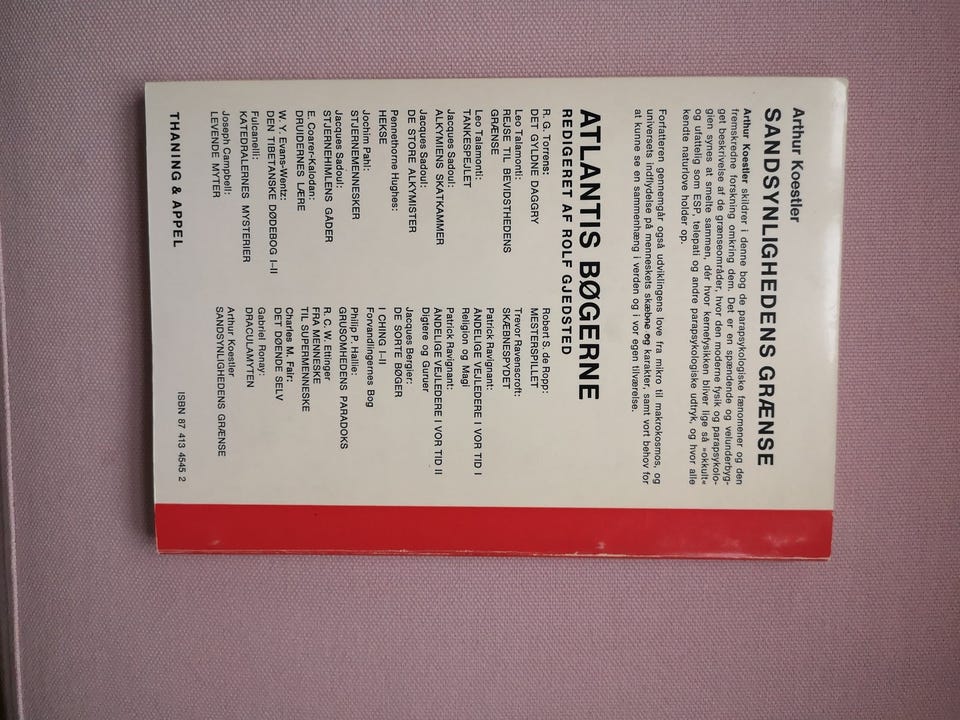 Arthur Koestler
SANDSYNLIGHEDENS GRÆNSE
Arthur Koestler skildrer i denne bog de parapsykologiske fænomener og den
fremskredne forskning omkring dem. Det er en spændende og velunderbyg-
get beskrivelse af de grænseområder, hvor den moderne fysik og parapsykolo-
gien synes at smelte sammen, dér hvor kernefysikken bliver lige så »okkult«
og ufattelig som ESP, telepati og andre parapsykologiske udtryk, og hvor alle
kendte naturlove holder op.
Forfatteren gennemgår også udviklingens love fra mikro til makrokosmos, og
universets indflydelse på menneskets skæbne og karakter, samt vort behov for
at kunne se en sammenhæng i verden og i vor egen tilværelse.
ATLANTIS BØGERNE
REDIGERET AF ROLF GJEDSTED
R. G. Torrens:
DET GYLDNE DAGGRY
Leo Talamonti:
REJSE TIL BEVIDSTHEDENS
GRÆNSE
Leo Talamonti:
TANKESPEJLET
Jacques Sadoul:
ALKYMIENS SKATKAMMER
Jacques Sadoul:
DE STORE ALKYMISTER
Pennethorne Hughes:
HEKSE
Jochim Pahl:
STJERNEMENNESKER
Jacques Sadoul:
STJERNEHIMLENS GÅDER
E. Coarer-Kalodan:
DRUIDERNES LÆRE
W. Y. Evans-Wentz:
DEN TIBETANSKE DØDEBOG I-II
Fulcanelli:
KATEDRALERNES MYSTERIER
Joseph Campbell:
LEVENDE MYTER
Robert S. de Ropp:
MESTERSPILLET
Trevor Ravenscroft:
SKÆBNESPYDET
Patrick Ravignant:
ÅNDELIGE VEJLEDERE I VOR TID I
Religion og Magi
Patrick Ravignant:
ÅNDELIGE VEJLEDERE I VOR TID II
Digtere og Guruer
Jacques Bergier:
DE SORTE BØGER
I CHING I-II
Forvandlingernes Bog
Philip P. Hallie:
GRUSOMHEDENS PARADOKS
R. C. W. Ettinger
FRA MENNESKE
TIL SUPERMENNESKE
Charles M. Fair:
DET DØENDE SELV
Gabriel Ronay:
DRACULAMYTEN
Arthur Koestler
SANDSYNLIGHEDENS GRÆNSE
THANING & APPEL
ISBN 87 413 4545 2